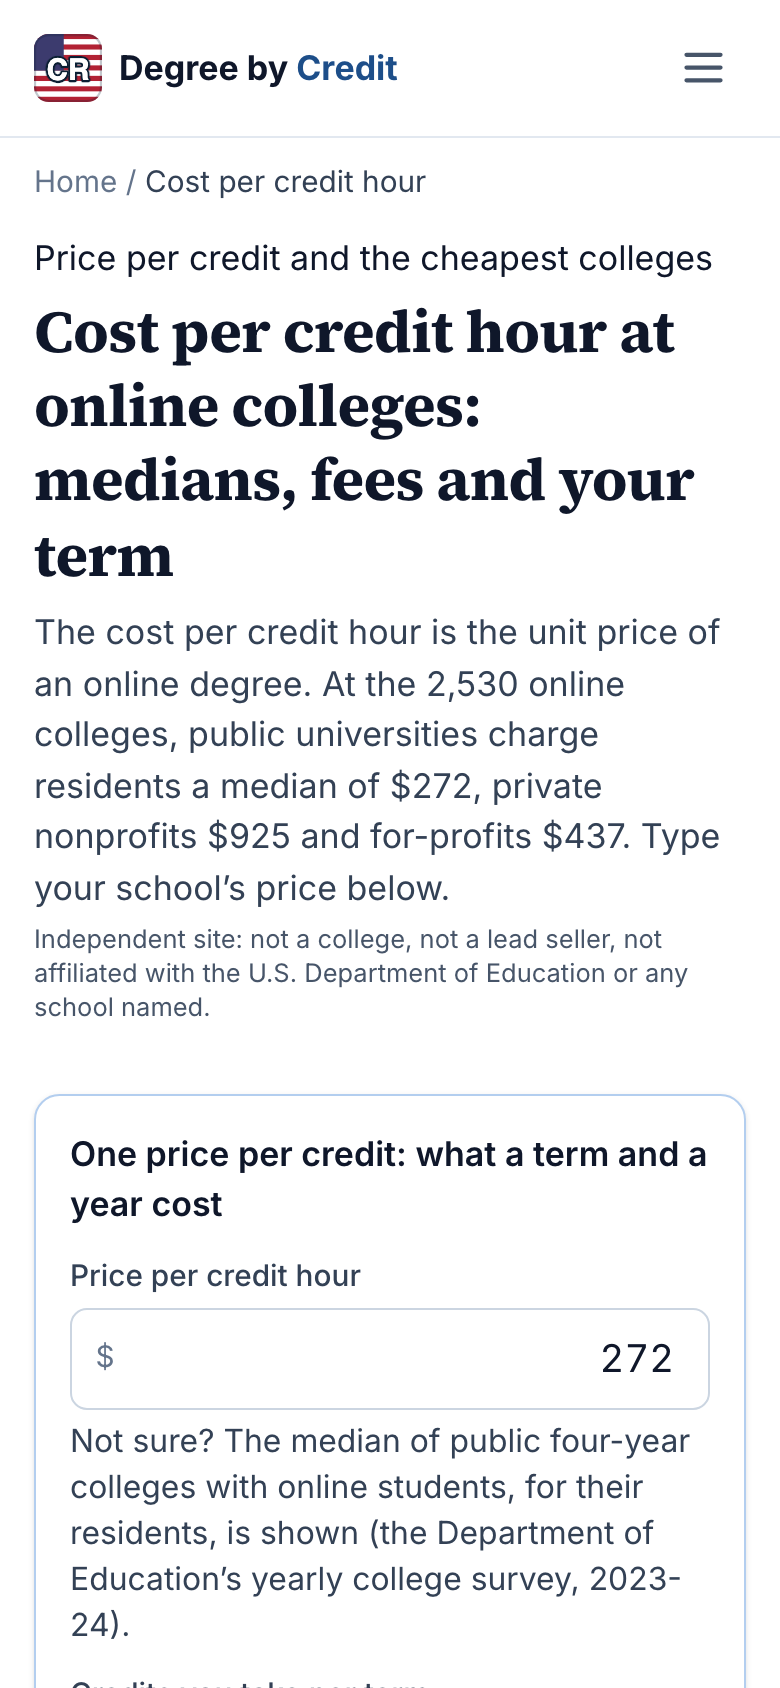 CR
Degree by Credit
Home / Cost per credit hour
Price per credit and the cheapest colleges
Cost per credit hour at
online colleges:
medians, fees and your
term
The cost per credit hour is the unit price of
an online degree. At the 2,530 online
colleges, public universities charge
residents a median of $272, private
nonprofits $925 and for-profits $437. Type
your school’s price below.
Independent site: not a college, not a lead seller, not
affiliated with the U.S. Department of Education or any
school named.
One price per credit: what a term and a
year cost
Price per credit hour
$ 272
Not sure? The median of public four-year
colleges with online students, for their
residents, is shown (the Department of
Education’s yearly college survey, 2023-
24).
Credits you take per term